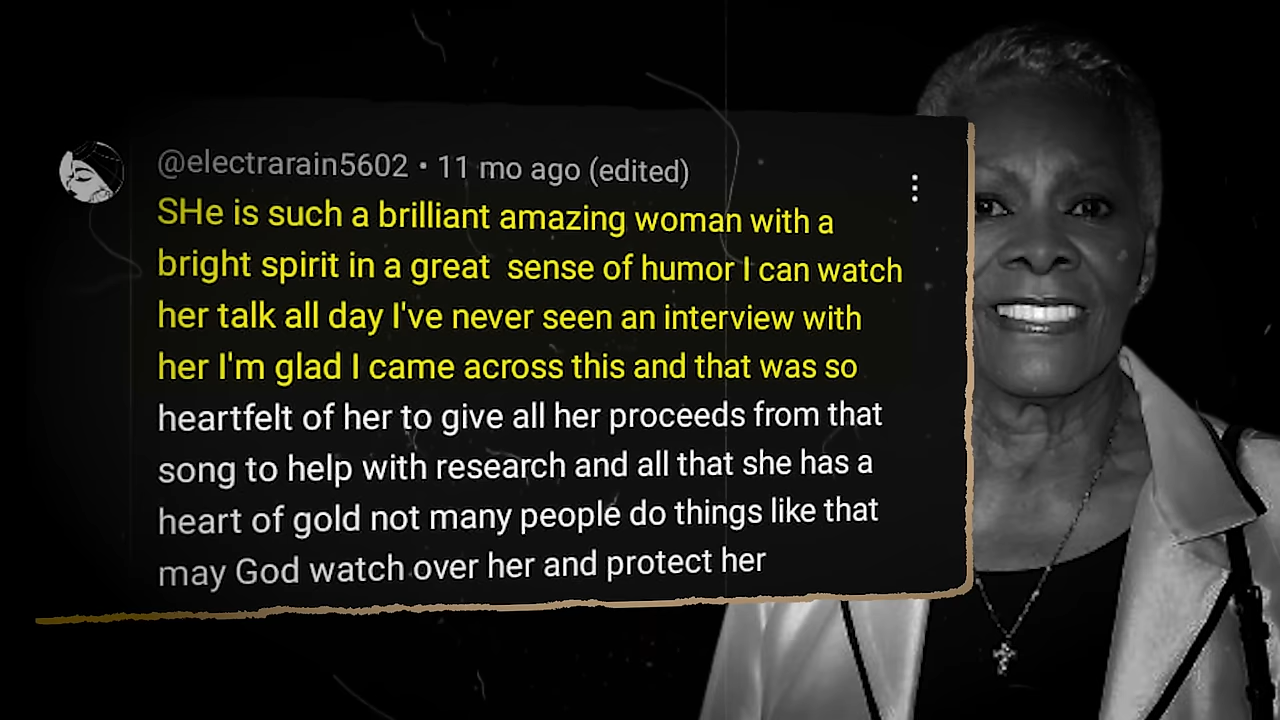 @electrarain5602 • 11 mo ago (edited)
SHe is such a brilliant amazing woman with a
bright spirit in a great  sense of humor I can watch
her talk all day I've never seen an interview with
her I'm glad I came across this and that was so
heartfelt of her to give all her proceeds from that
song to help with research and all that she has a
heart of gold not many people do things like that
may God watch over her and protect her